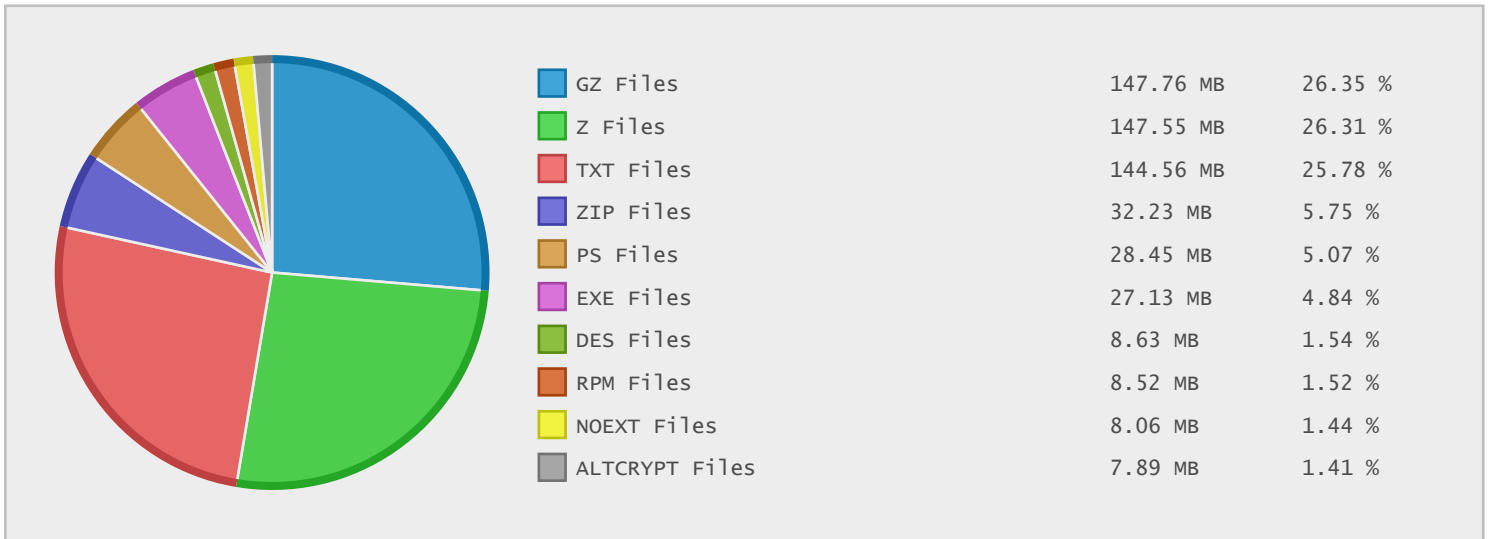 GZ Files 147.76 MB 26.35 %
Z Files 147.55 MB 26.31 %
TXT Files 144.56 MB 25.78 %
ZIP Files 32.23 MB 5.75 %
PS Files 28.45 MB 5.07 %
EXE Files 27.13 MB 4.84 %
DES Files 8.63 MB 1.54 %
RPM Files 8.52 MB 1.52 %
NOEXT Files 8.06 MB 1.44 %
ALTCRYPT Files 7.89 MB 1.41 %